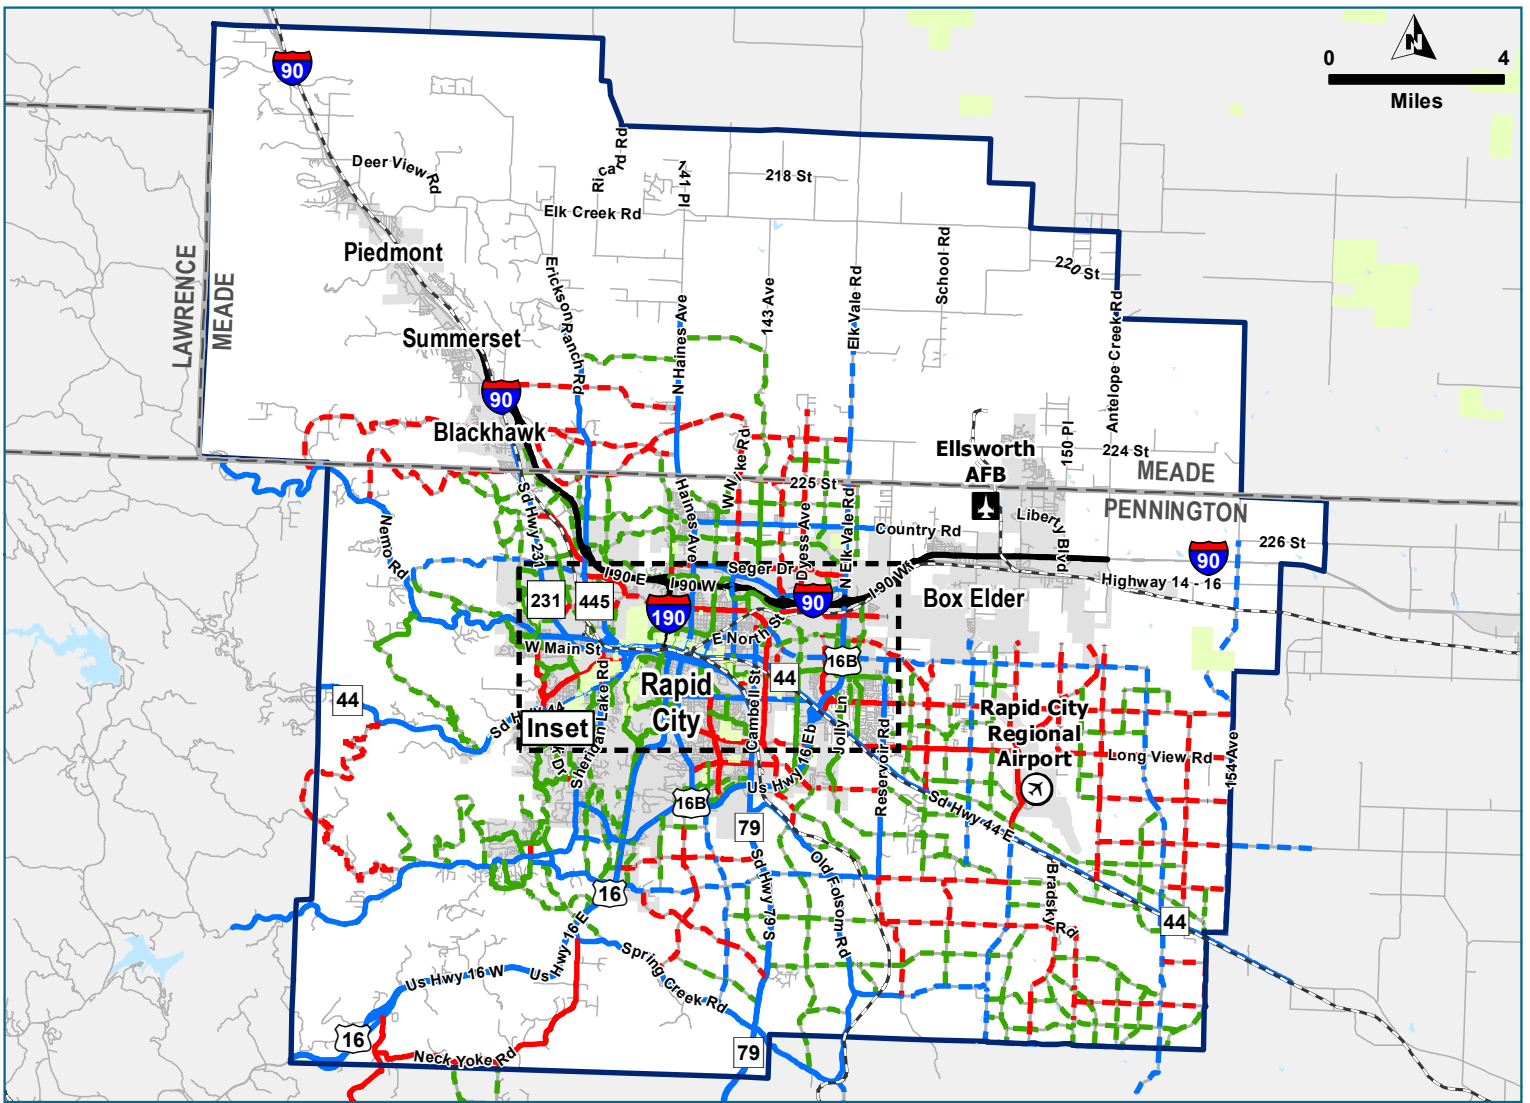 90
N
0 4
Miles
Deer View Rd
Ricard Rd
141 Pl
218 St
Elk Creek Rd
Piedmont
School Rd
220 St
LAWRENCE
MEADE
Erickson Ranch Rd
N Haines Ave
143 Ave
Elk Vale Rd
Antelope Creek Rd
Summerset
90
Blackhawk
W Nike Rd
Ellsworth
AFB
150 Pl
224 St
MEADE
PENNINGTON
225 St
Sd Hwy 231
Haines Ave
Dyess Ave
N Elk Vale Rd
Country Rd
Liberty Blvd
226 St
Nemo Rd
90
Seger Dr
I 90 E
I 90 W
I 90 W
Highway 14 - 16
231
445
190
90
Box Elder
E North St
W Main St
16B
44
Rapid
City
44
Sheridan Lake Rd
Cambell St
Jolly Ln
Rapid City
Regional
Airport
Inset
Us Hwy 16 Eb
Reservoir Rd
Long View Rd
154 Ave
16B
Sd Hwy 44 E
79
Sd Hwy 79 S
Old Folsom Rd
Bradsky Rd
16
44
Us Hwy 16 E
Us Hwy 16 W
Spring Creek Rd
16
Neck Yoke Rd
79